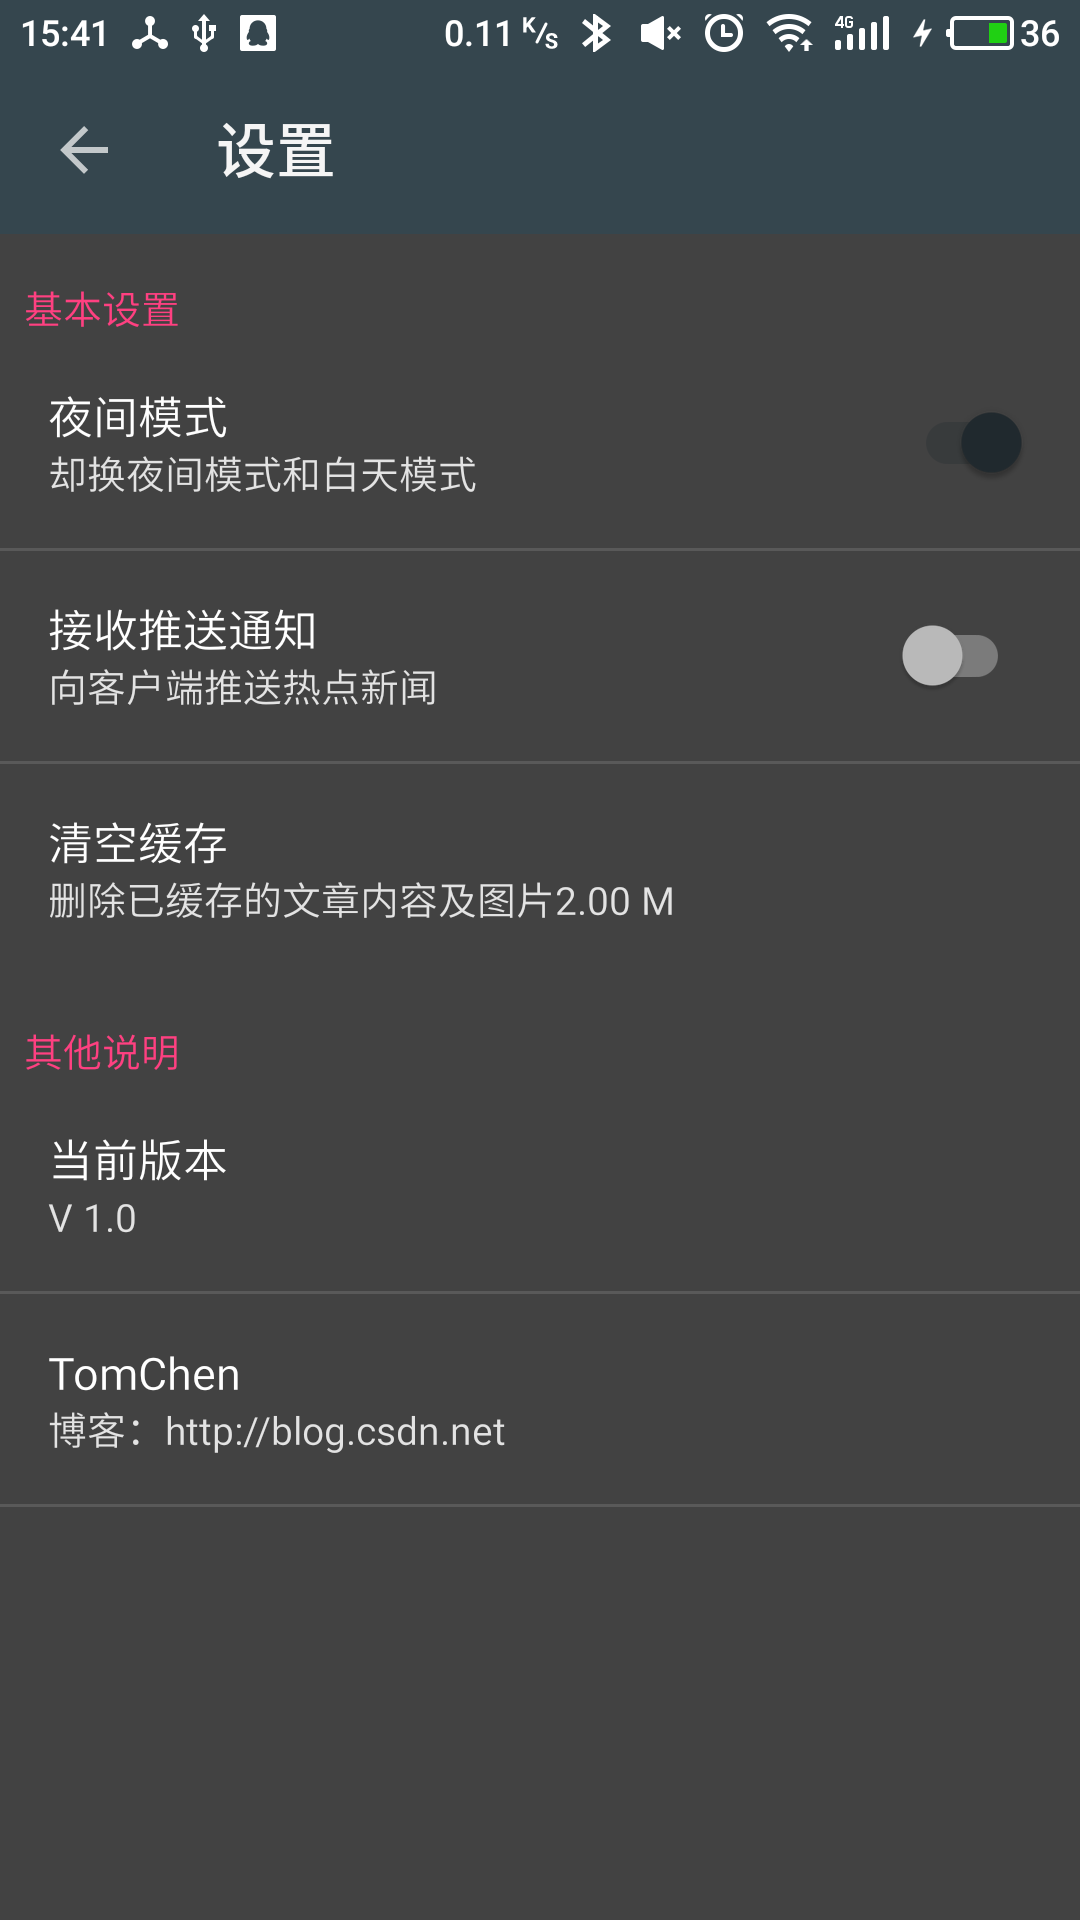 15:41 0.11 K/s 4G 36
设置
基本设置
夜间模式
却换夜间模式和白天模式
接收推送通知
向客户端推送热点新闻
清空缓存
删除已缓存的文章内容及图片2.00 M
其他说明
当前版本
V 1.0
TomChen
博客：http://blog.csdn.net